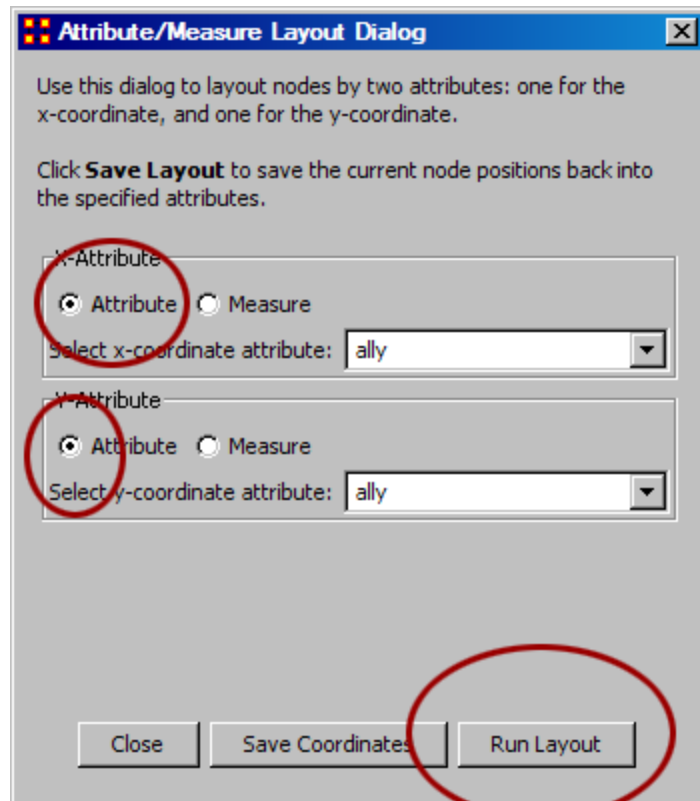 Attribute/Measure Layout Dialog
Use this dialog to layout nodes by two attributes: one for the
x-coordinate, and one for the y-coordinate.
Click Save Layout to save the current node positions back into
the specified attributes.
X-Attribute
Attribute Measure
Select x-coordinate attribute: ally
Y-Attribute
Attribute Measure
Select y-coordinate attribute: ally
Close Save Coordinates Run Layout